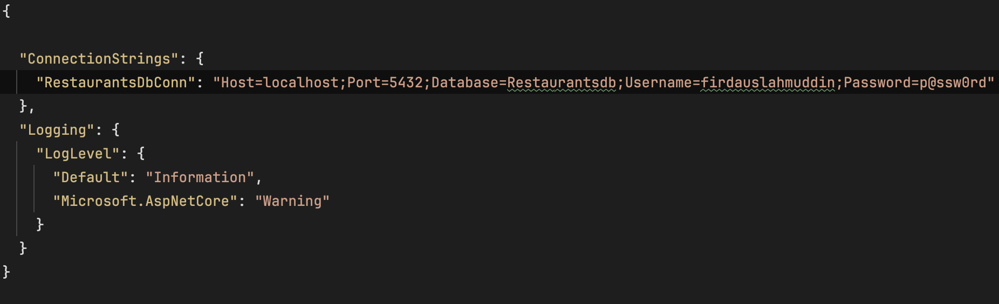 {
"ConnectionStrings": {
"RestaurantsDbConn": "Host=localhost;Port=5432;Database=Restaurantsdb;Username=firdauslahmuddin;Password=p@ssw0rd"
},
"Logging": {
"LogLevel": {
"Default": "Information",
"Microsoft.AspNetCore": "Warning"
}
}
}